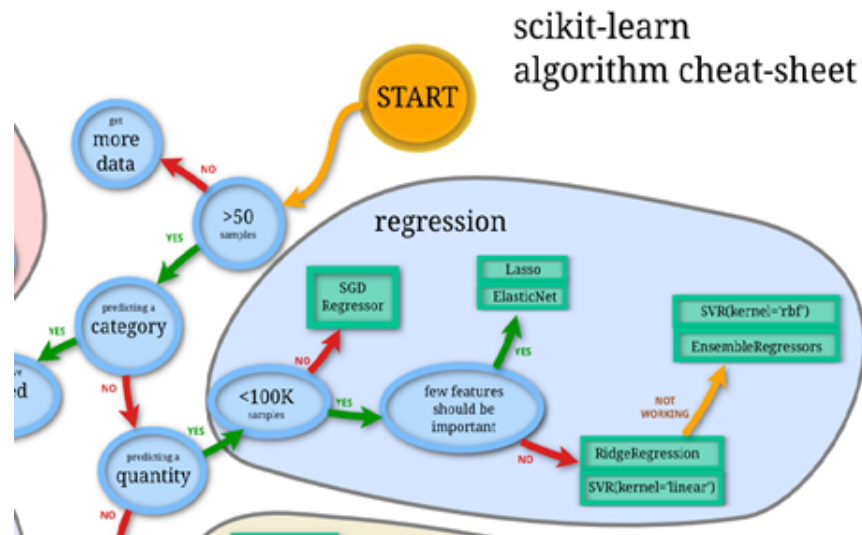 scikit-learn
algorithm cheat-sheet
START
get
more
data
NO
>50
samples
YES
predicting a
category
YES
NO
predicting a
quantity
YES
NO
regression
<100K
samples
NO
SGD
Regressor
YES
few features
should be
important
YES
Lasso
ElasticNet
NO
RidgeRegression
SVR(kernel='linear')
NOT
WORKING
SVR(kernel='rbf')
EnsembleRegressors